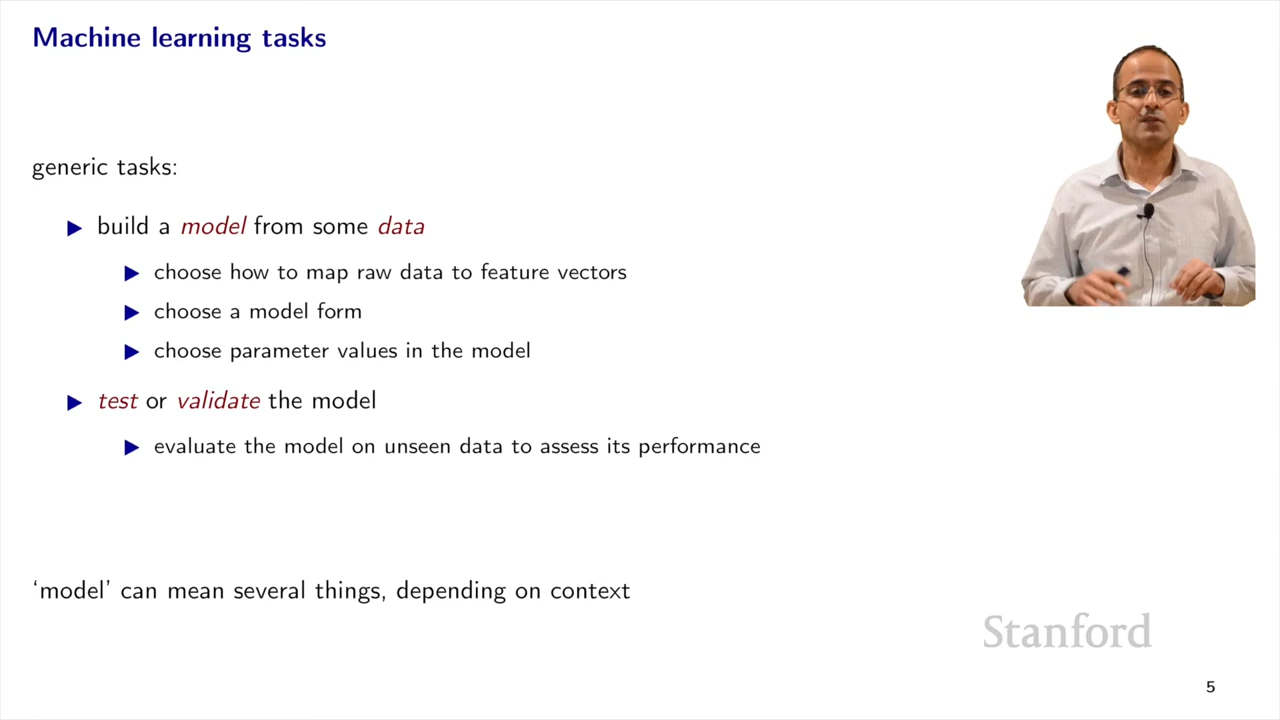 Machine learning tasks
generic tasks:
▶ build a model from some data
▶ choose how to map raw data to feature vectors
▶ choose a model form
▶ choose parameter values in the model
▶ test or validate the model
▶ evaluate the model on unseen data to assess its performance
‘model’ can mean several things, depending on context
Stanford
5